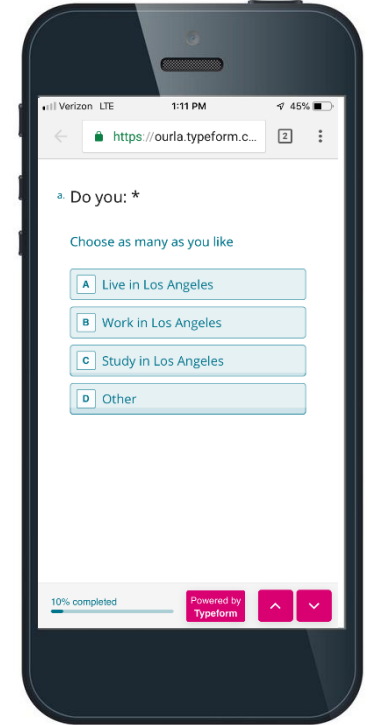 Verizon LTE 1:11 PM 45%
https://ourla.typeform.c... 2
a. Do you: *
Choose as many as you like
A Live in Los Angeles
B Work in Los Angeles
C Study in Los Angeles
D Other
10% completed
Powered by
Typeform